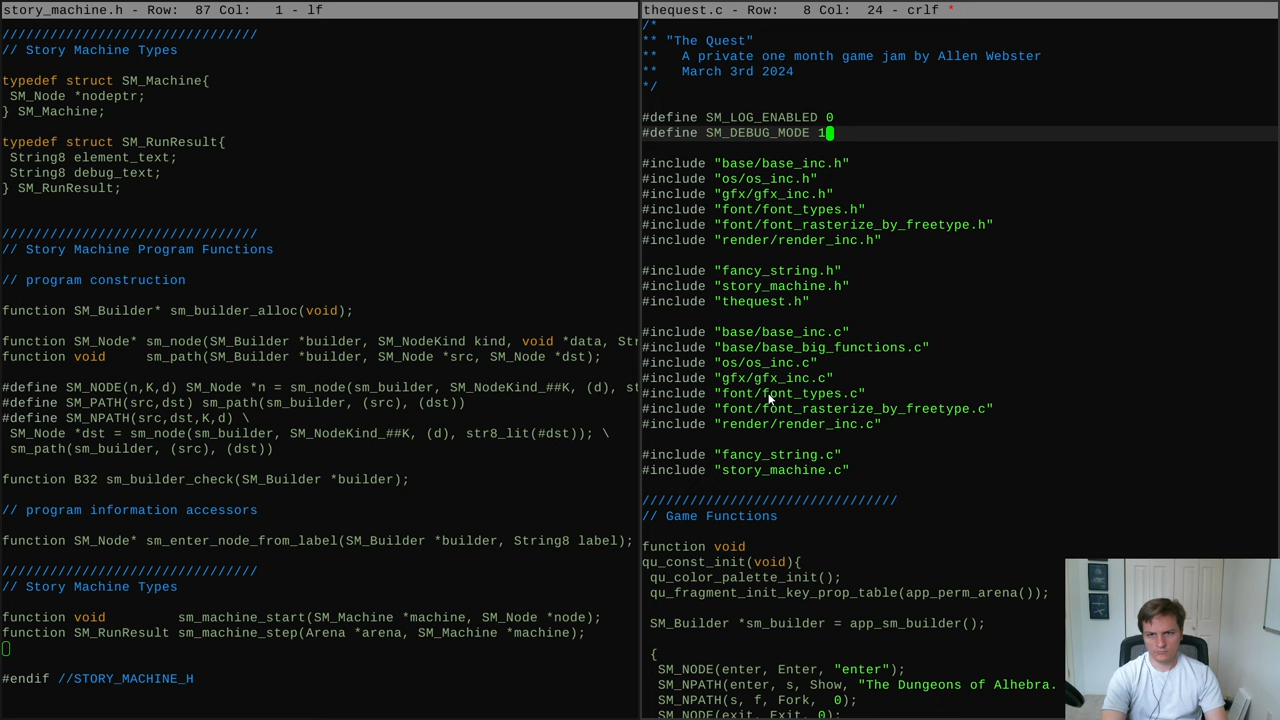 story_machine.h - Row:  87 Col:   1 - lf
////////////////////////////////
// Story Machine Types
typedef struct SM_Machine{
 SM_Node *nodeptr;
} SM_Machine;
typedef struct SM_RunResult{
 String8 element_text;
 String8 debug_text;
} SM_RunResult;
////////////////////////////////
// Story Machine Program Functions
// program construction
function SM_Builder* sm_builder_alloc(void);
function SM_Node* sm_node(SM_Builder *builder, SM_NodeKind kind, void *data, Str
function void     sm_path(SM_Builder *builder, SM_Node *src, SM_Node *dst);
#define SM_NODE(n,K,d) SM_Node *n = sm_node(sm_builder, SM_NodeKind_##K, (d), st
#define SM_PATH(src,dst) sm_path(sm_builder, (src), (dst))
#define SM_NPATH(src,dst,K,d) \
 SM_Node *dst = sm_node(sm_builder, SM_NodeKind_##K, (d), str8_lit(#dst)); \
 sm_path(sm_builder, (src), (dst))
function B32 sm_builder_check(SM_Builder *builder);
// program information accessors
function SM_Node* sm_enter_node_from_label(SM_Builder *builder, String8 label);
////////////////////////////////
// Story Machine Types
function void         sm_machine_start(SM_Machine *machine, SM_Node *node);
function SM_RunResult sm_machine_step(Arena *arena, SM_Machine *machine);
#endif //STORY_MACHINE_H
thequest.c - Row:   8 Col:  24 - crlf *
/*
** "The Quest"
**   A private one month game jam by Allen Webster
**   March 3rd 2024
*/
#define SM_LOG_ENABLED 0
#define SM_DEBUG_MODE 1
#include "base/base_inc.h"
#include "os/os_inc.h"
#include "gfx/gfx_inc.h"
#include "font/font_types.h"
#include "font/font_rasterize_by_freetype.h"
#include "render/render_inc.h"
#include "fancy_string.h"
#include "story_machine.h"
#include "thequest.h"
#include "base/base_inc.c"
#include "base/base_big_functions.c"
#include "os/os_inc.c"
#include "gfx/gfx_inc.c"
#include "font/font_types.c"
#include "font/font_rasterize_by_freetype.c"
#include "render/render_inc.c"
#include "fancy_string.c"
#include "story_machine.c"
////////////////////////////////
// Game Functions
function void
qu_const_init(void){
 qu_color_palette_init();
 qu_fragment_init_key_prop_table(app_perm_arena());
 SM_Builder *sm_builder = app_sm_builder();
 {
  SM_NODE(enter, Enter, "enter");
  SM_NPATH(enter, s, Show, "The Dungeons of Alhebra.
  SM_NPATH(s, f, Fork,  0);
  SM_NODE(exit, Exit, 0);